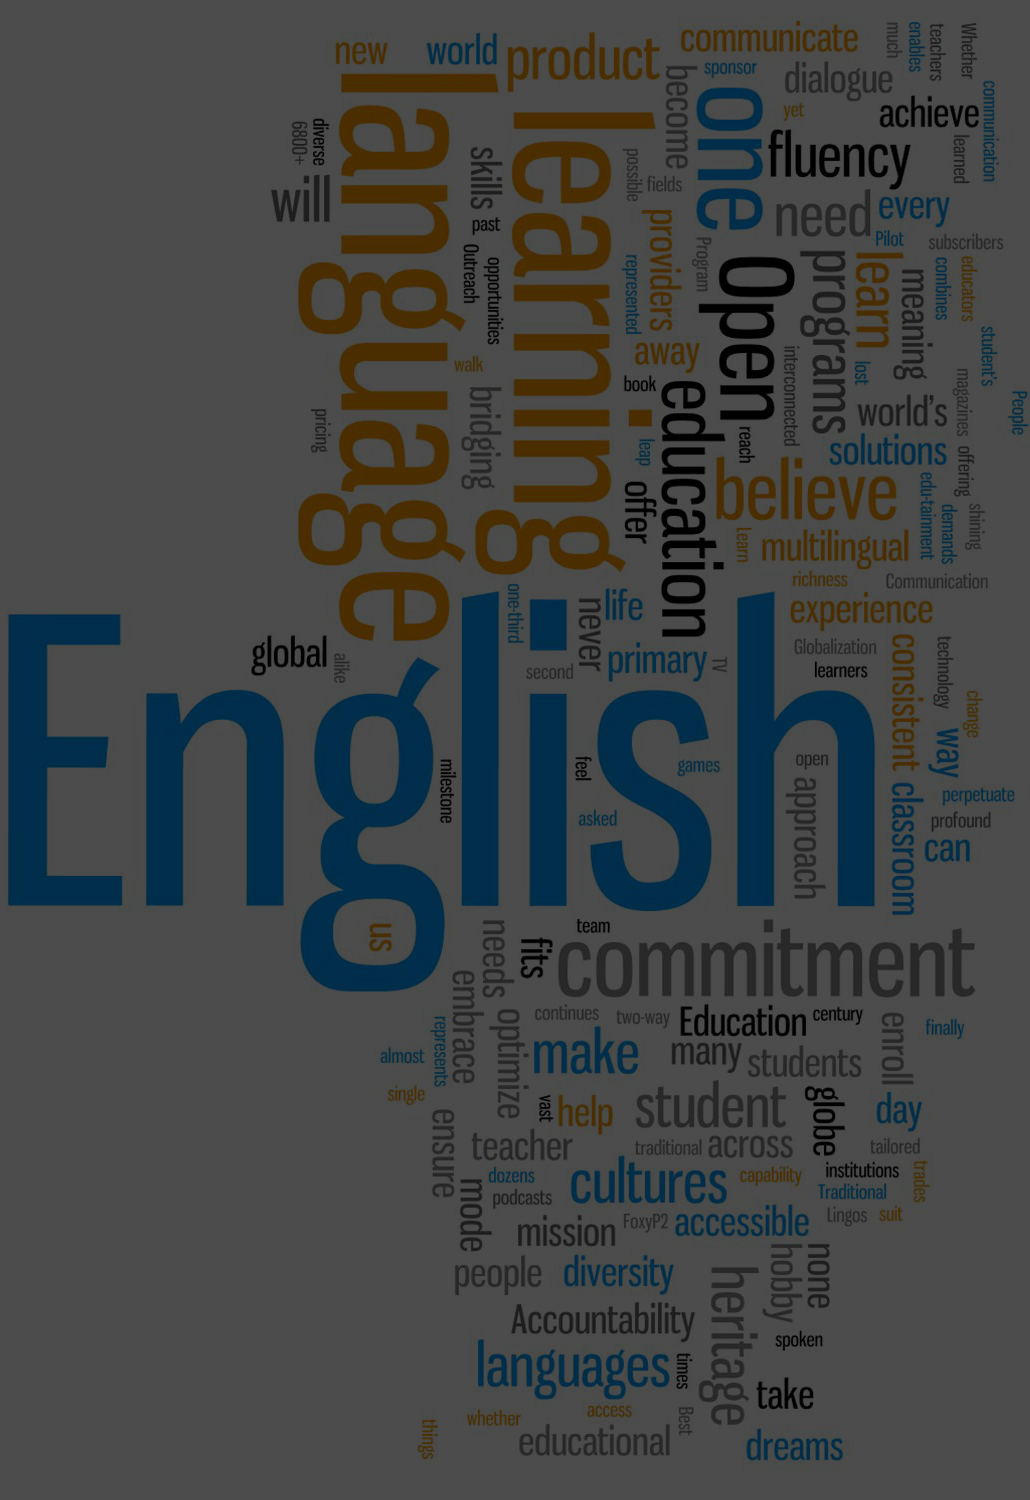 new
world
product
communicate
much
enables
teachers
Whether
language
learning
become
sponsor
dialogue
one
yet
achieve
communication
6800+
diverse
fluency
learned
skills
possible
fields
will
past
need
every
providers
Program
Pilot
subscribers
Outreach
opportunities
represented
Open
programs
learn
meaning
combines
educators
away
walk
interconnected
lost
student's
book
education
magazines
People
bridging
pricing
world's
leap
reach
solutions
offering
believe
offer
edu-tainment
demands
shining
Learn
multilingual
richness
Communication
one-third
never
life
experience
English
global
alike
second
primary
TV
Globalization
learners
consistent
technology
change
milestone
feel
games
open
way
approach
classroom
perpetuate
asked
profound
can
us
needs
fits
team
commitment
embrace
continues
two-way
Education
century
enroll
finally
almost
represents
optimize
make
many
students
single
vast
help
student
globe
day
ensure
teacher
traditional
across
tailored
dozens
cultures
capability
institutions
trades
mode
podcasts
Traditional
mission
FoxyP2
accessible
Lingos
suit
people
diversity
hobby
none
heritage
Accountability
spoken
languages
times
take
whether
access
Best
things
educational
dreams